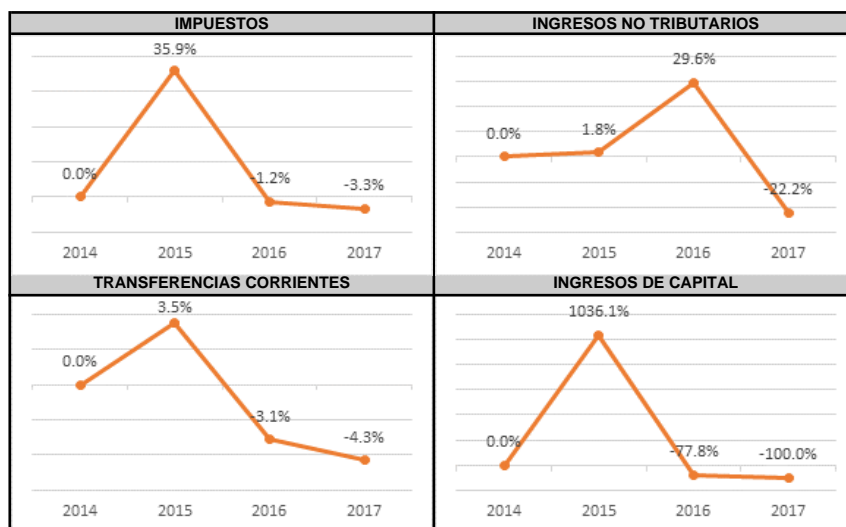 IMPUESTOS
35.9%
0.0%
-1.2%
-3.3%
2014 2015 2016 2017
INGRESOS NO TRIBUTARIOS
29.6%
0.0%
1.8%
-22.2%
2014 2015 2016 2017
TRANSFERENCIAS CORRIENTES
3.5%
0.0%
-3.1%
-4.3%
2014 2015 2016 2017
INGRESOS DE CAPITAL
1036.1%
0.0%
-77.8%
-100.0%
2014 2015 2016 2017